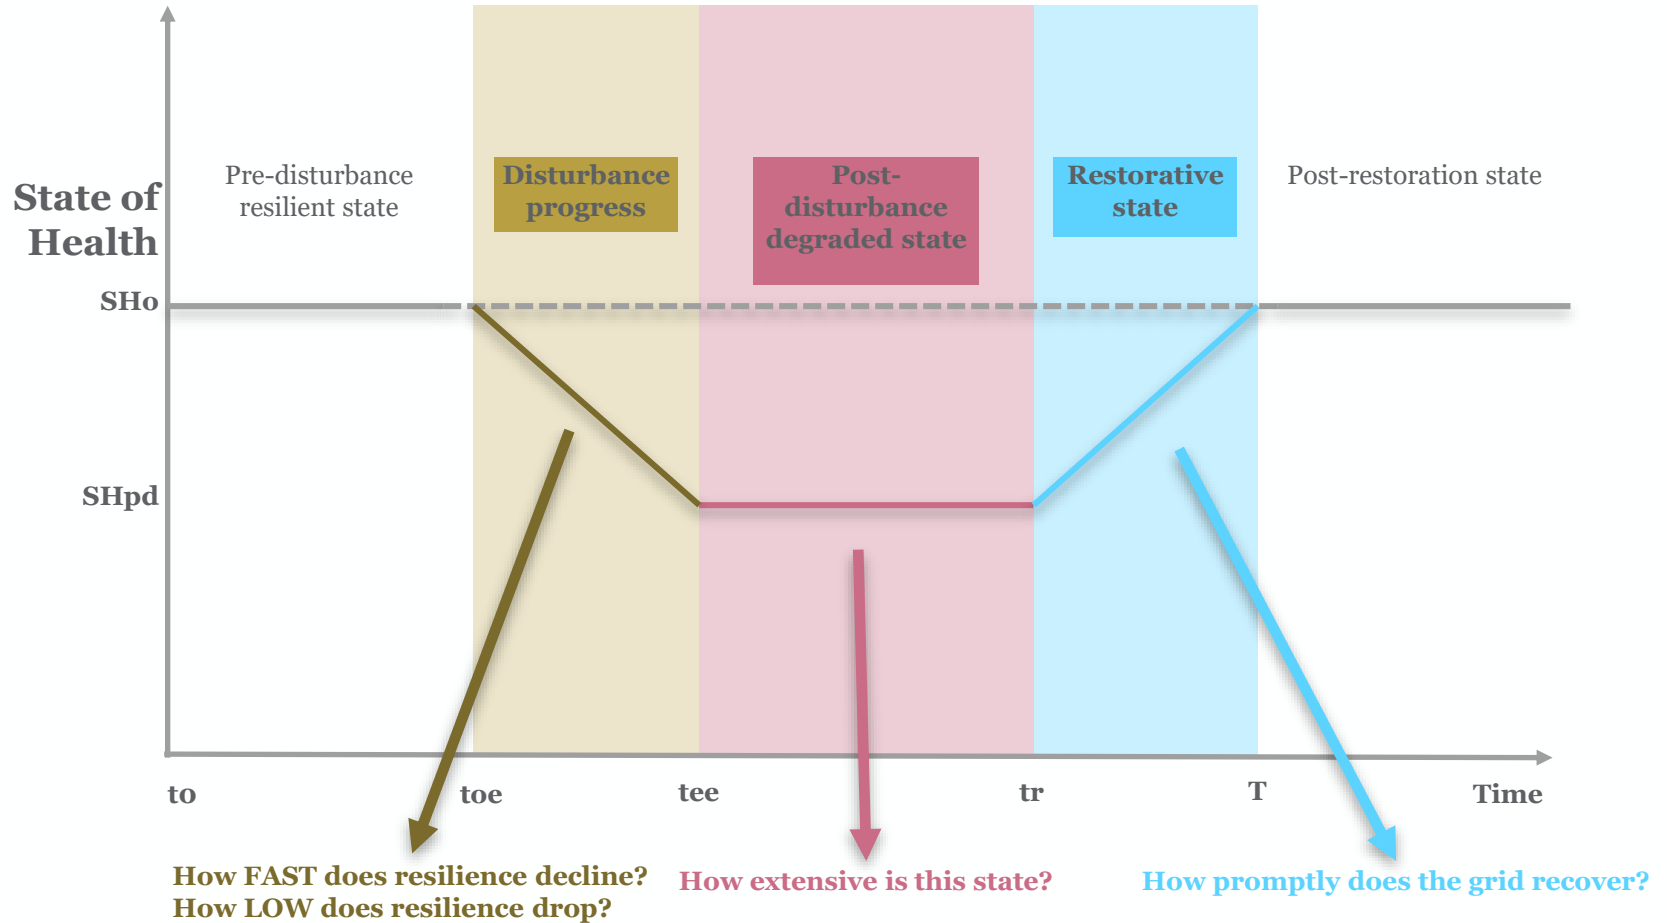 State of
Health
Pre-disturbance
resilient state
Disturbance
progress
Post-
disturbance
degraded state
Restorative
state
Post-restoration state
SHo
SHpd
to
toe
tee
tr
T
Time
How FAST does resilience decline?
How LOW does resilience drop?
How extensive is this state?
How promptly does the grid recover?